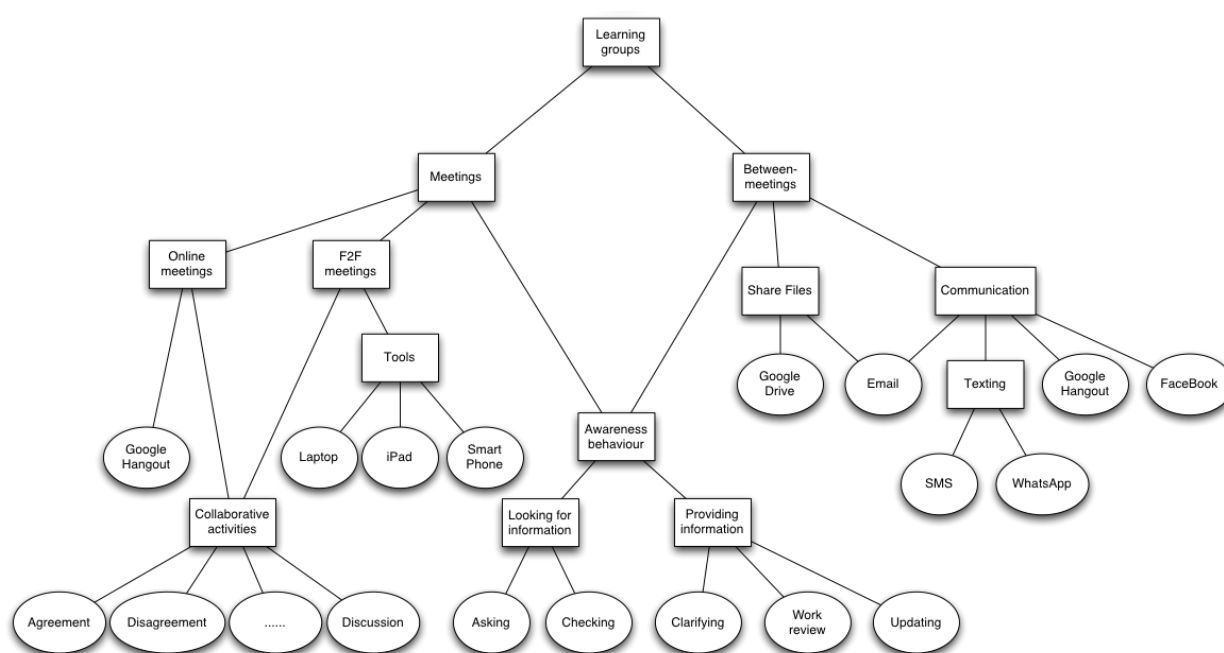 Learning
groups
Meetings
Between-
meetings
Online
meetings
F2F
meetings
Share Files
Communication
Tools
Google
Drive
Email
Texting
Google
Hangout
FaceBook
Google
Hangout
Laptop
iPad
Smart
Phone
Awareness
behaviour
SMS
WhatsApp
Collaborative
activities
Looking for
information
Providing
information
Agreement
Disagreement
......
Discussion
Asking
Checking
Clarifying
Work
review
Updating